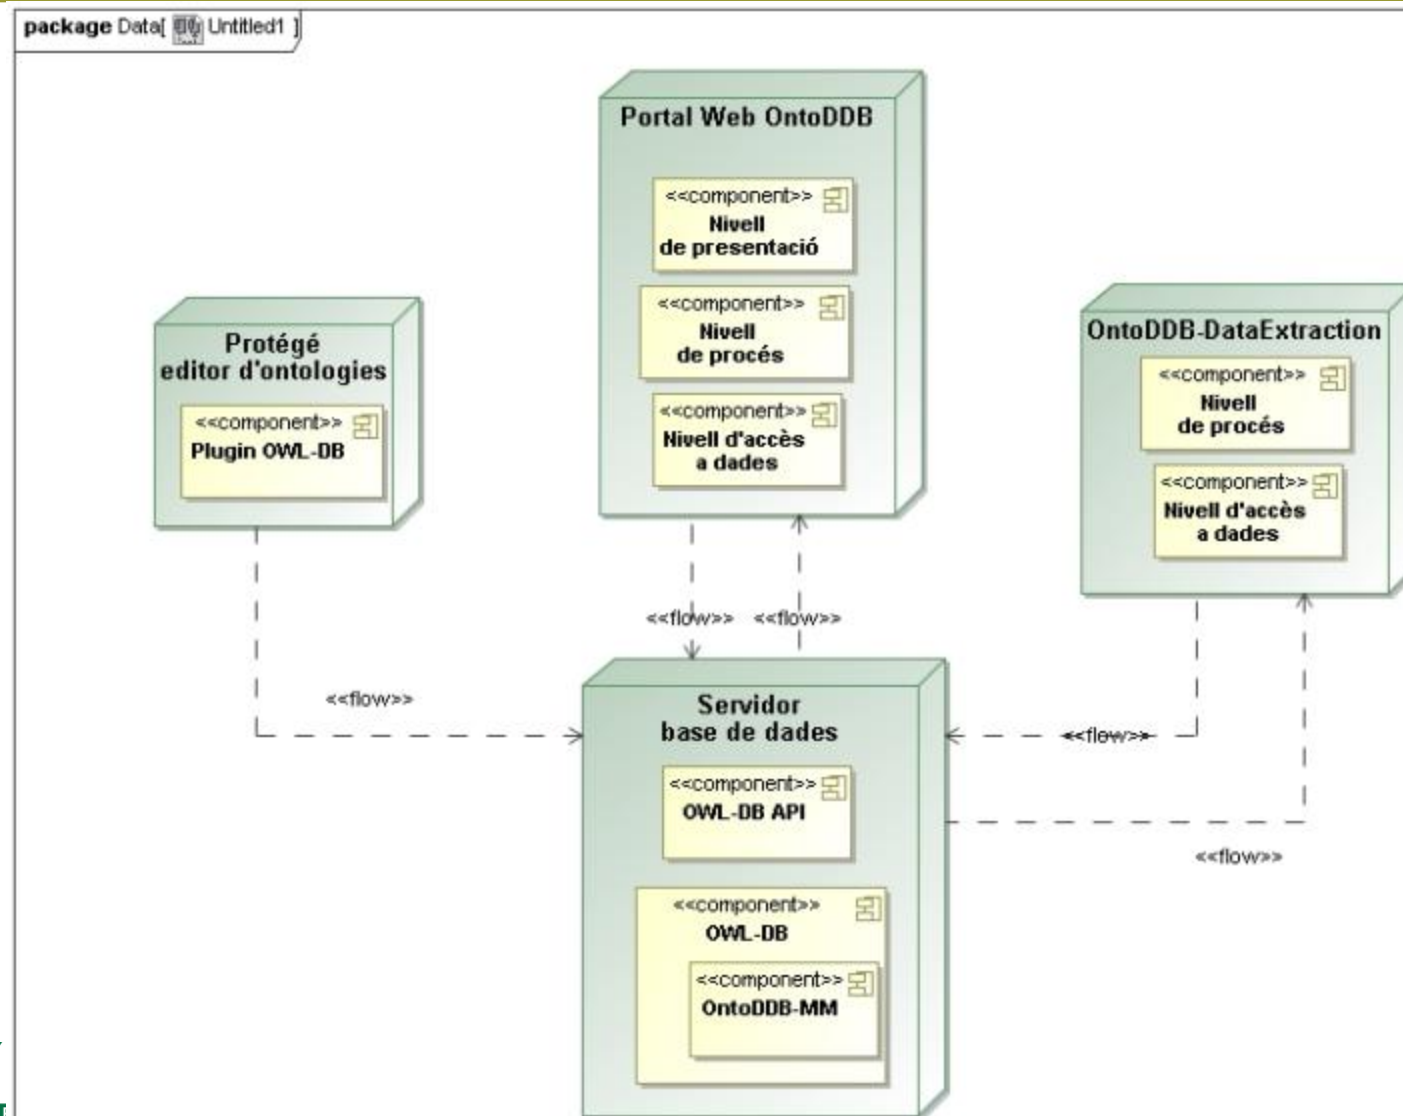 package Data[ Untitled1 ]
Portal Web OntoDDB
<<component>>
Nivell
de presentació
<<component>>
Nivell
de procés
<<component>>
Nivell d'accès
a dades
Protégé
editor d'ontologies
<<component>>
Plugin OWL-DB
OntoDDB-DataExtraction
<<component>>
Nivell
de procés
<<component>>
Nivell d'accès
a dades
<<flow>>
<<flow>>
<<flow>>
<<flow>>
<<flow>>
Servidor
base de dades
<<component>>
OWL-DB API
<<component>>
OWL-DB
<<component>>
OntoDDB-MM